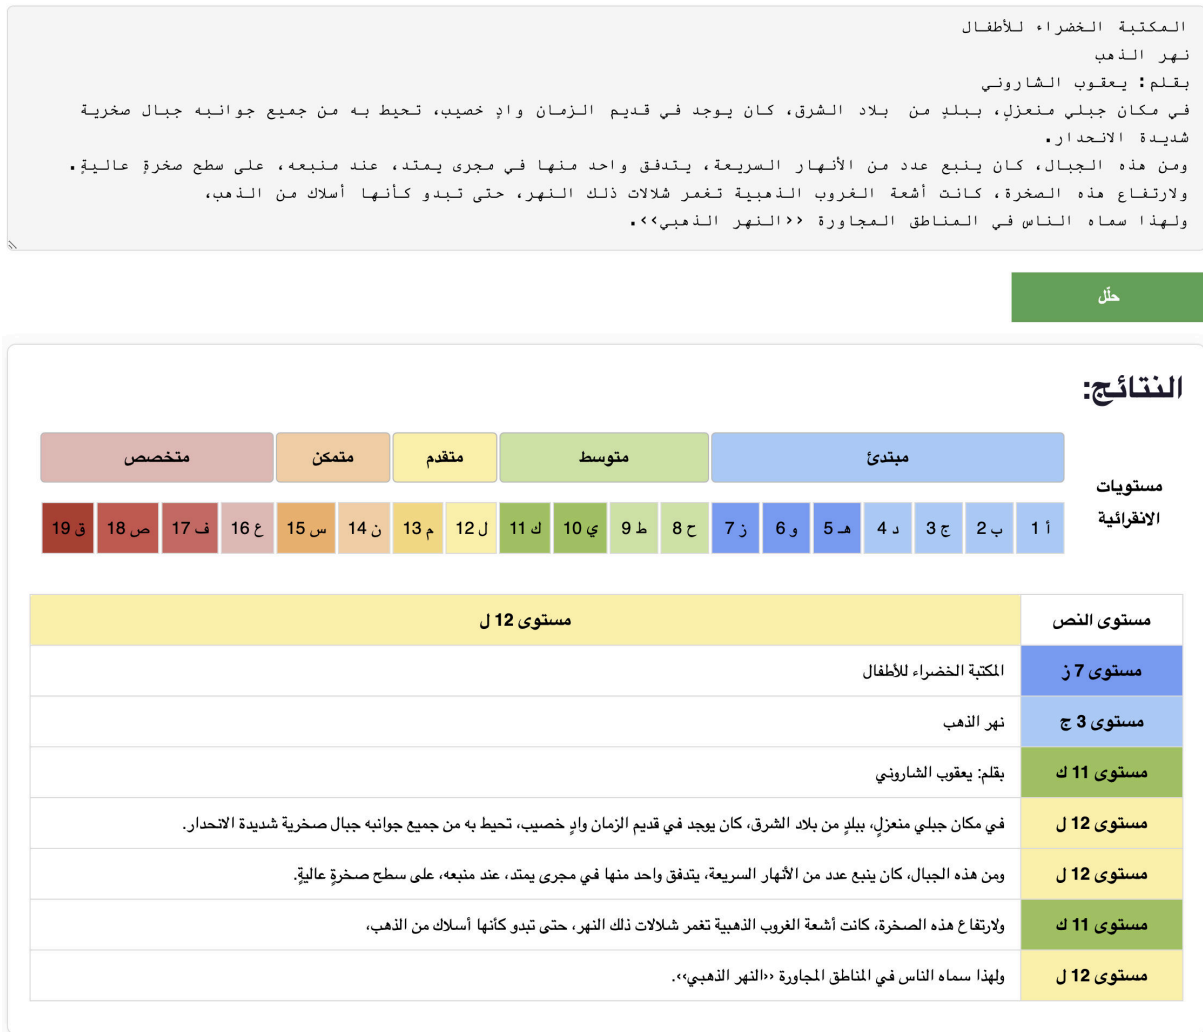 المكتبة الخضراء للأطفال
نهر الذهب
بقلم: يعقوب الشاروني
في مكان جبلي منعزلٍ، ببلدٍ من بلاد الشرق، كان يوجد في قديم الزمان وادٍ خصيب، تحيط به من جميع جوانبه جبال صخرية
شديدة الانحدار.
ومن هذه الجبال، كان ينبع عدد من الأنهار السريعة، يتدفق واحد منها في مجرى يمتد، عند منبعه، على سطح صخرةٍ عاليةٍ.
ولارتفاع هذه الصخرة، كانت أشعة الغروب الذهبية تغمر شلالات ذلك النهر، حتى تبدو كأنها أسلاك من الذهب،
ولهذا سماه الناس في المناطق المجاورة ‹‹النهر الذهبي››.
حلّل
النتائج:
مبتدئ متوسط متقدم متمكن متخصص
مستويات
الانقرائية
أ 1 ب 2 ج 3 د 4 هـ 5 و 6 ز 7 ح 8 ط 9 ي 10 ك 11 ل 12 م 13 ن 14 س 15 ع 16 ف 17 ص 18 ق 19
مستوى النص مستوى 12 ل
مستوى 7 ز المكتبة الخضراء للأطفال
مستوى 3 ج نهر الذهب
مستوى 11 ك بقلم: يعقوب الشاروني
مستوى 12 ل في مكان جبلي منعزلٍ، ببلدٍ من بلاد الشرق، كان يوجد في قديم الزمان وادٍ خصيب، تحيط به من جميع جوانبه جبال صخرية شديدة الانحدار.
مستوى 12 ل ومن هذه الجبال، كان ينبع عدد من الأنهار السريعة، يتدفق واحد منها في مجرى يمتد، عند منبعه، على سطح صخرةٍ عاليةٍ.
مستوى 11 ك ولارتفاع هذه الصخرة، كانت أشعة الغروب الذهبية تغمر شلالات ذلك النهر، حتى تبدو كأنها أسلاك من الذهب،
مستوى 12 ل ولهذا سماه الناس في المناطق المجاورة ‹‹النهر الذهبي››.